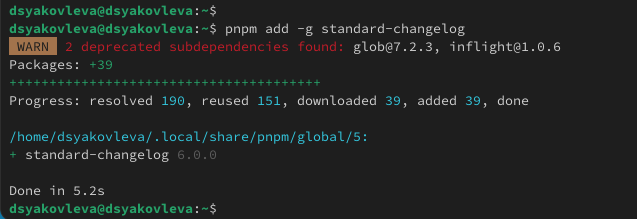 dsyakovleva@dsyakovleva:~$
dsyakovleva@dsyakovleva:~$ pnpm add -g standard-changelog
 WARN  2 deprecated subdependencies found: glob@7.2.3, inflight@1.0.6
Packages: +39
+++++++++++++++++++++++++++++++++++++++
Progress: resolved 190, reused 151, downloaded 39, added 39, done
/home/dsyakovleva/.local/share/pnpm/global/5:
+ standard-changelog 6.0.0
Done in 5.2s
dsyakovleva@dsyakovleva:~$